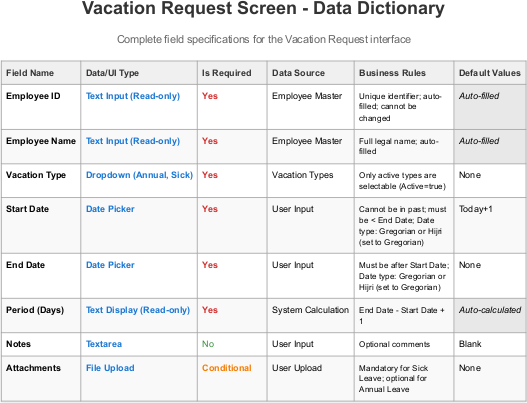 Vacation Request Screen - Data Dictionary
Complete field specifications for the Vacation Request interface
Field Name Data/UI Type Is Required Data Source Business Rules Default Values
Employee ID Text Input (Read-only) Yes Employee Master Unique identifier; auto- Auto-filled
filled; cannot be
changed
Employee Name Text Input (Read-only) Yes Employee Master Full legal name; auto- Auto-filled
filled
Vacation Type Dropdown (Annual, Sick) Yes Vacation Types Only active types are None
selectable (Active=true)
Start Date Date Picker Yes User Input Cannot be in past; must Today+1
be < End Date; Date
type: Gregorian or Hijri
(set to Gregorian)
End Date Date Picker Yes User Input Must be after Start Date; None
Date type: Gregorian or
Hijri (set to Gregorian)
Period (Days) Text Display (Read-only) Yes System Calculation End Date - Start Date + Auto-calculated
1
Notes Textarea No User Input Optional comments Blank
Attachments File Upload Conditional User Upload Mandatory for Sick None
Leave; optional for
Annual Leave